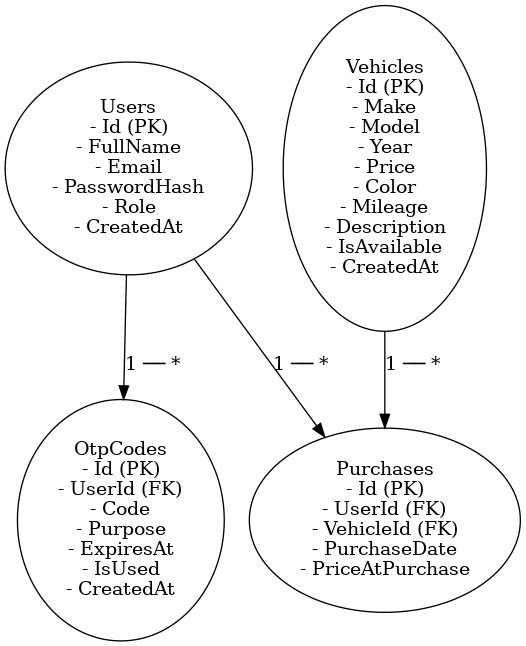 Users
- Id (PK)
- FullName
- Email
- PasswordHash
- Role
- CreatedAt
Vehicles
- Id (PK)
- Make
- Model
- Year
- Price
- Color
- Mileage
- Description
- IsAvailable
- CreatedAt
1 ── *
1 ── *
1 ── *
OtpCodes
- Id (PK)
- UserId (FK)
- Code
- Purpose
- ExpiresAt
- IsUsed
- CreatedAt
Purchases
- Id (PK)
- UserId (FK)
- VehicleId (FK)
- PurchaseDate
- PriceAtPurchase